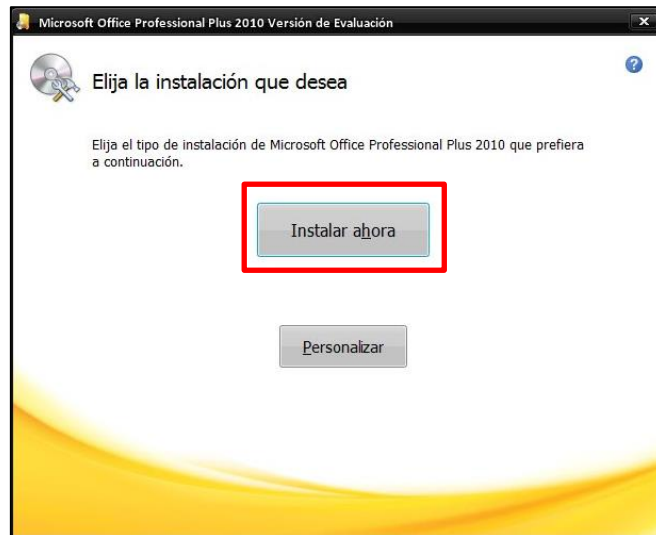 Microsoft Office Professional Plus 2010 Versión de Evaluación
Elija la instalación que desea
Elija el tipo de instalación de Microsoft Office Professional Plus 2010 que prefiera
a continuación.
Instalar ahora
Personalizar